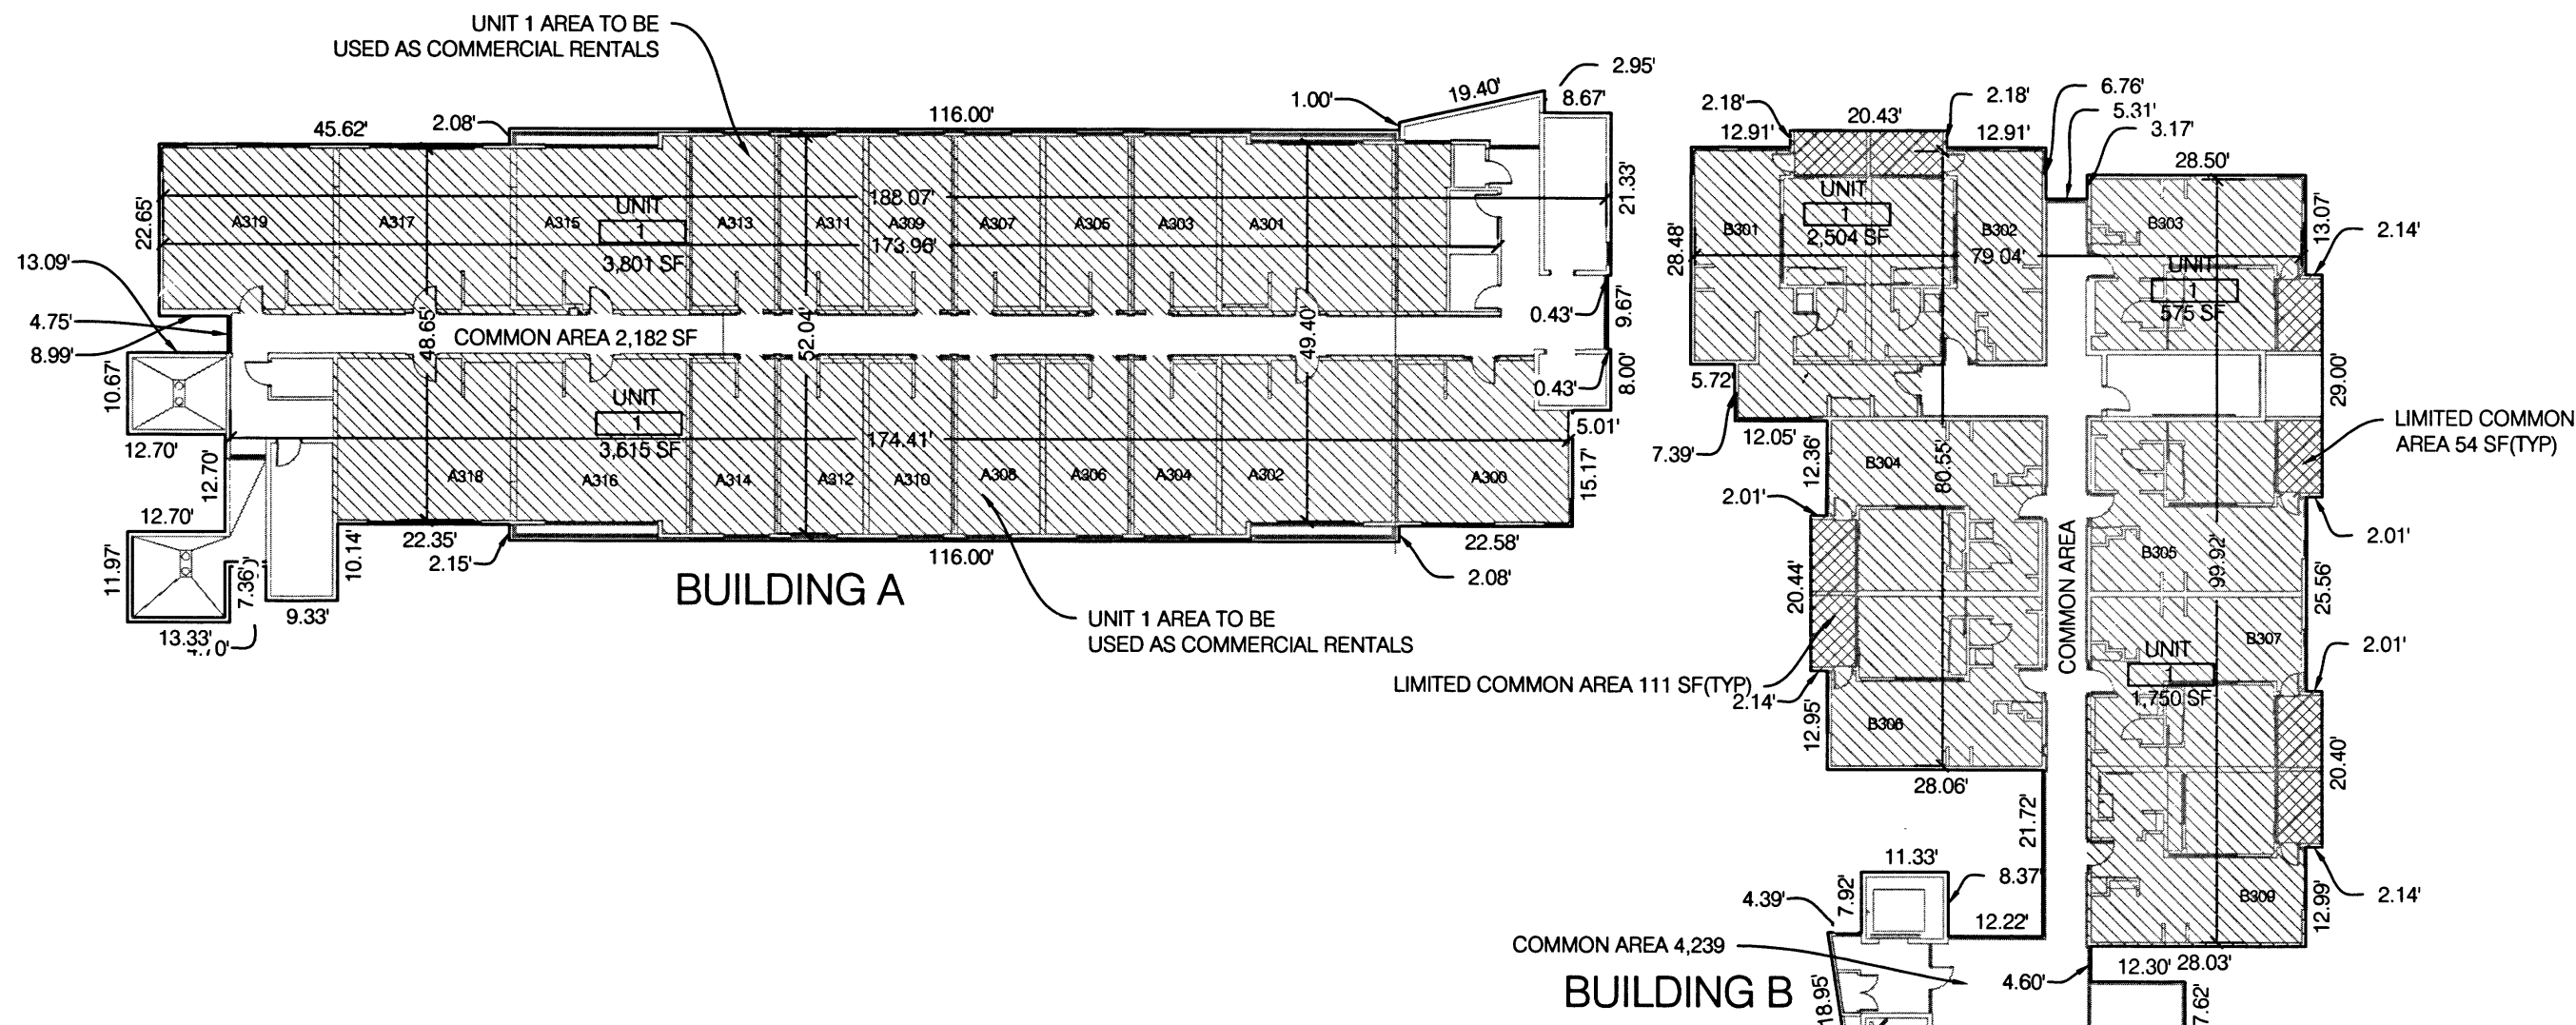 UNIT 1 AREA TO BE
USED AS COMMERCIAL RENTALS
45.62'
2.08'
116.00'
1.00'
19.40'
2.95'
8.67'
22.65'
188.07'
21.33'
A319
A317
A315
UNIT
1
3,801 SF
A313
A311
A309
A307
A305
A303
A301
173.96'
13.09'
4.75'
8.99'
48.65'
COMMON AREA 2,182 SF
52.04'
49.40'
0.43'
9.67'
0.43'
8.00'
10.67'
12.70'
12.70'
12.70'
UNIT
1
3,615 SF
174.41'
5.01'
15.17'
A318
A316
A314
A312
A310
A308
A306
A304
A302
A300
11.97'
7.36'
10.14'
22.35'
2.15'
116.00'
22.58'
2.08'
9.33'
13.33'
BUILDING A
UNIT 1 AREA TO BE
USED AS COMMERCIAL RENTALS
2.18'
20.43'
2.18'
6.76'
5.31'
3.17'
12.91'
12.91'
28.50'
28.48'
B301
UNIT
1
2,504 SF
B302
79.04'
B303
13.07'
2.14'
UNIT
1
575 SF
5.72'
7.39'
12.05'
29.00'
LIMITED COMMON
AREA 54 SF(TYP)
12.36'
B304
80.55'
2.01'
COMMON AREA
B305
99.92'
2.01'
20.44'
25.56'
B307
2.01'
UNIT
1
1,750 SF
LIMITED COMMON AREA 111 SF(TYP)
2.14'
12.95'
B306
28.06'
20.40'
21.72'
11.33'
8.37'
7.92'
4.39'
12.22'
B309
12.99'
2.14'
COMMON AREA 4,239
BUILDING B
18.95'
4.60'
12.30'
28.03'
7.62'